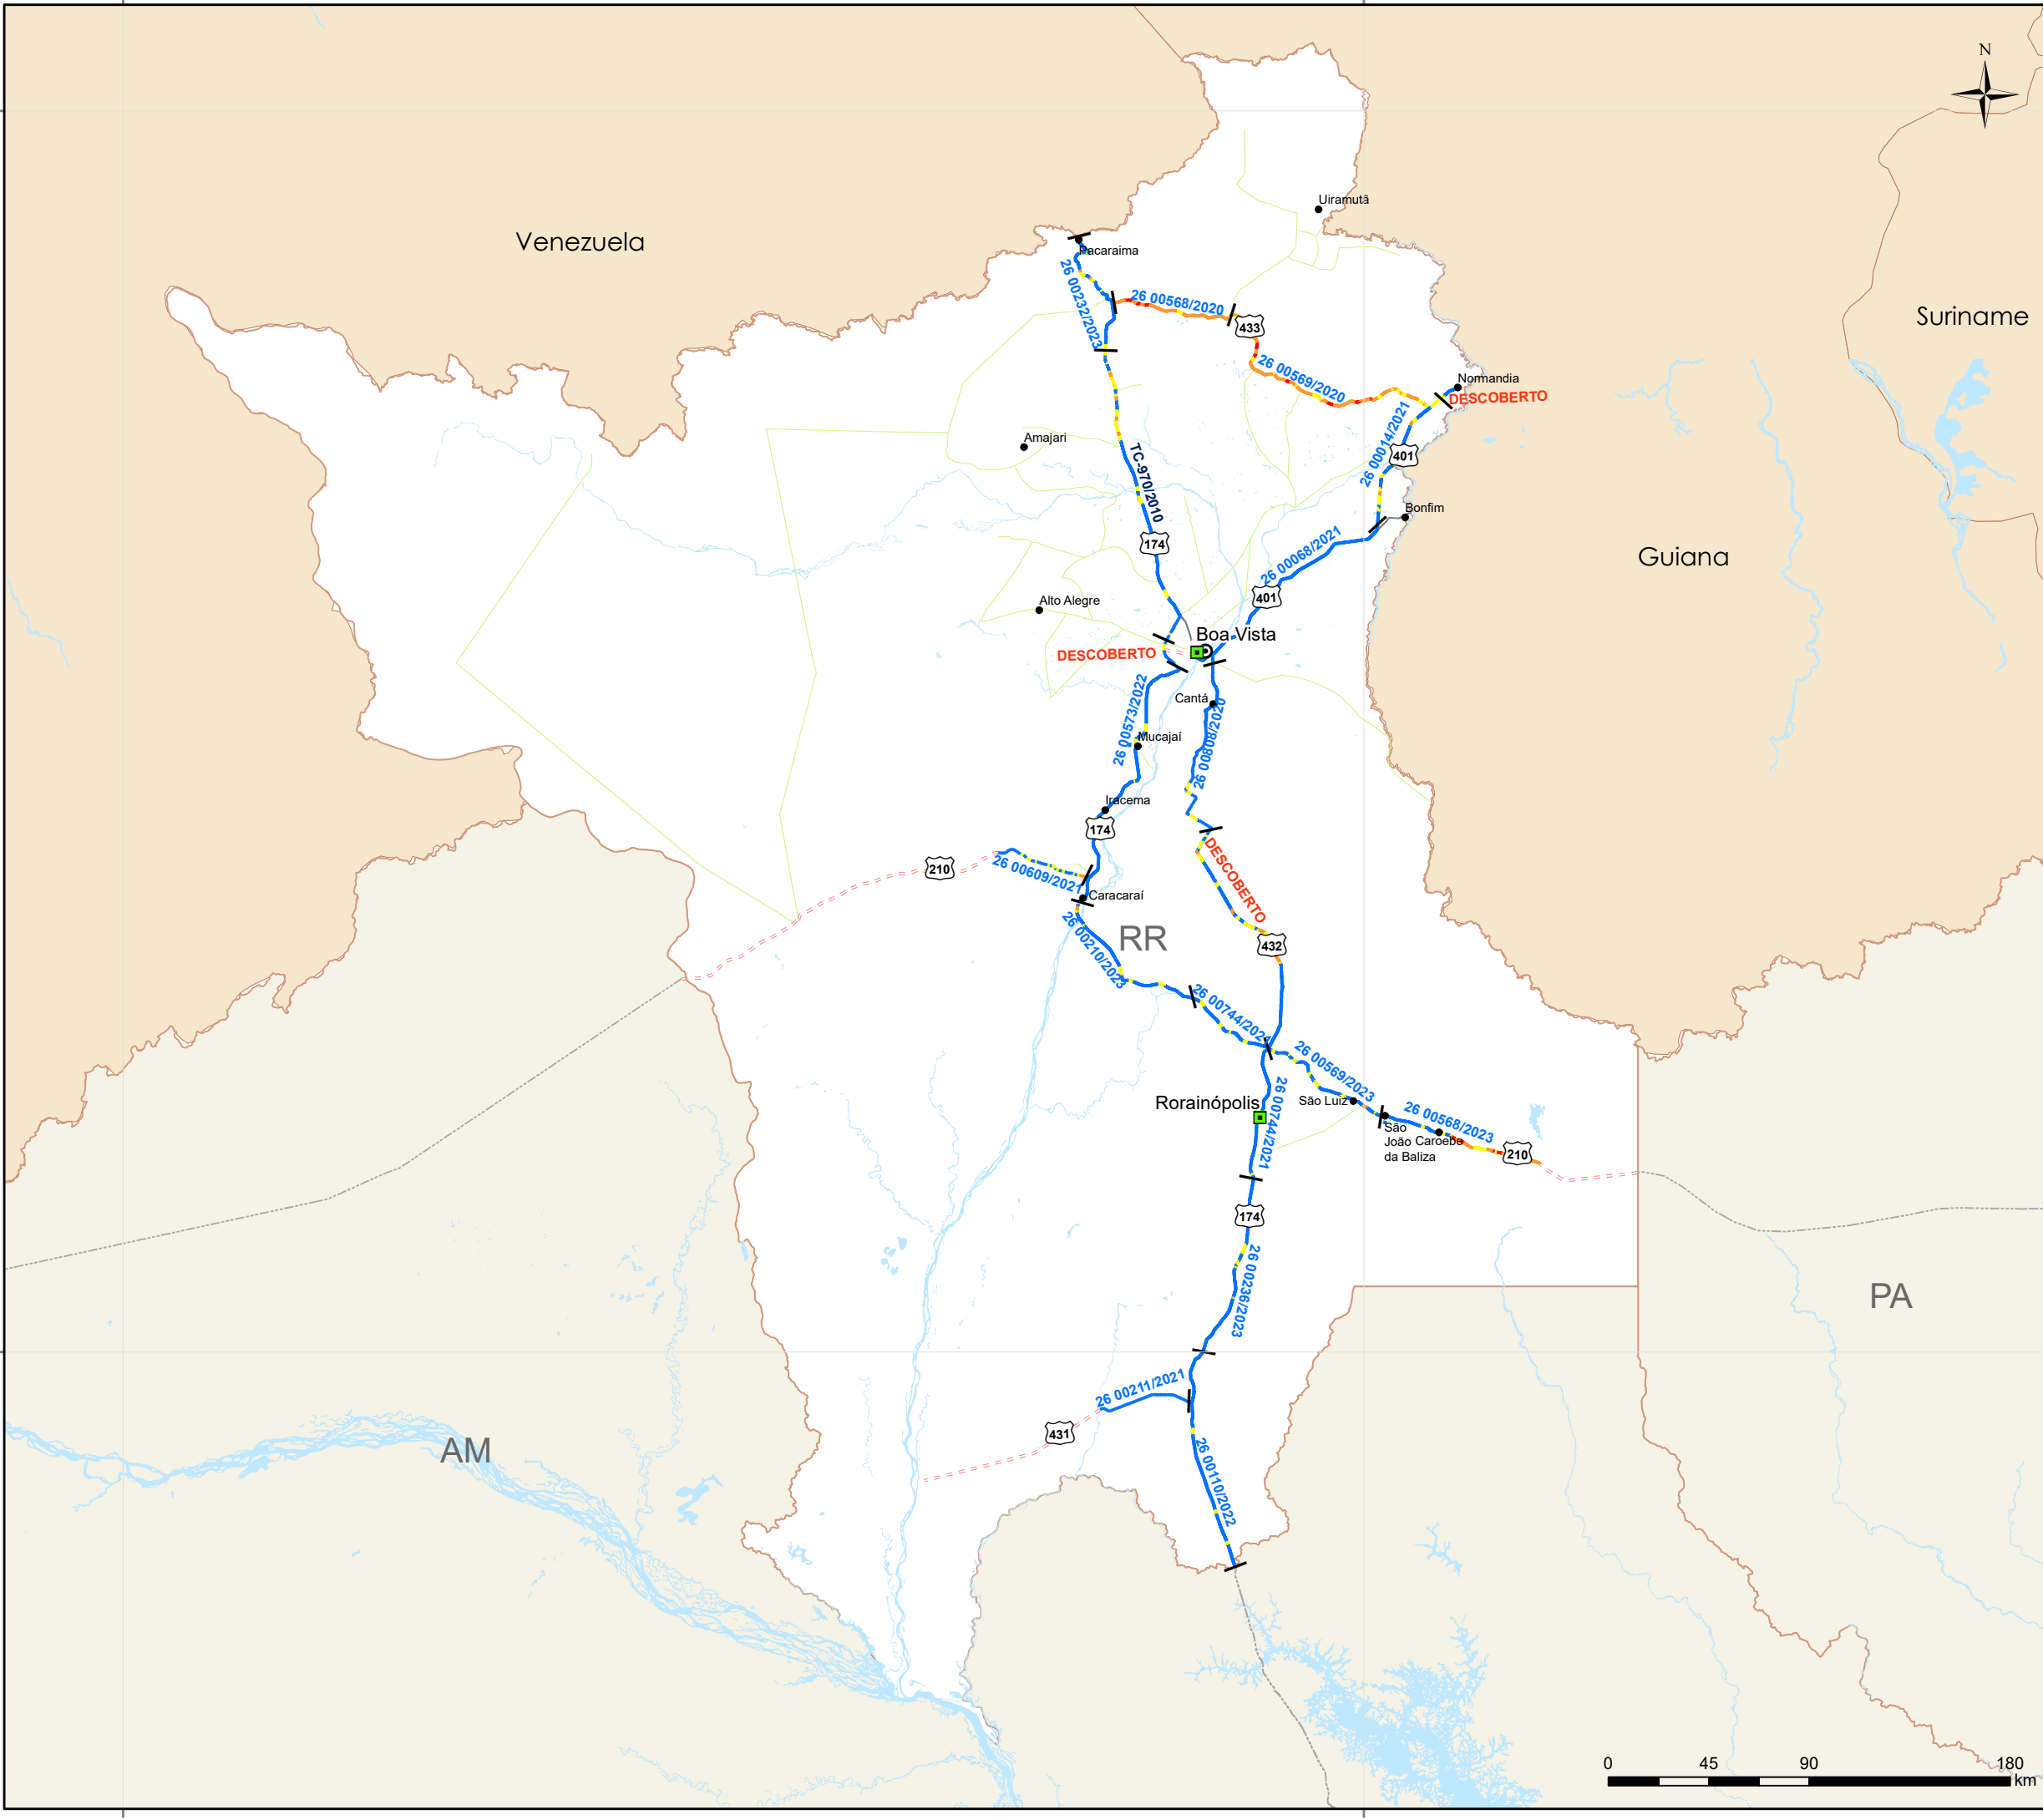 N
Uiramutã
Venezuela
Pacaraima
26 00232/2023
26 00568/2020
433
Suriname
26 00569/2020
Normandia
DESCOBERTO
26 00014/2021
Amajari
401
TC-970/2010
Bonfim
174
26 00068/2021
Guiana
401
Alto Alegre
Boa Vista
DESCOBERTO
26 00573/2022
Cantá
26 00808/2020
Mucajaí
Iracema
174
DESCOBERTO
210
26 00609/2021
Caracaraí
26 00210/2023
RR
432
26 00744/2021
26 00569/2023
Rorainópolis
São Luiz
26 00744/2021
26 00568/2023
São
João Caroebe
da Baliza
210
174
26 00236/2023
PA
26 00211/2021
431
AM
26 00110/2022
0 45 90 180
km